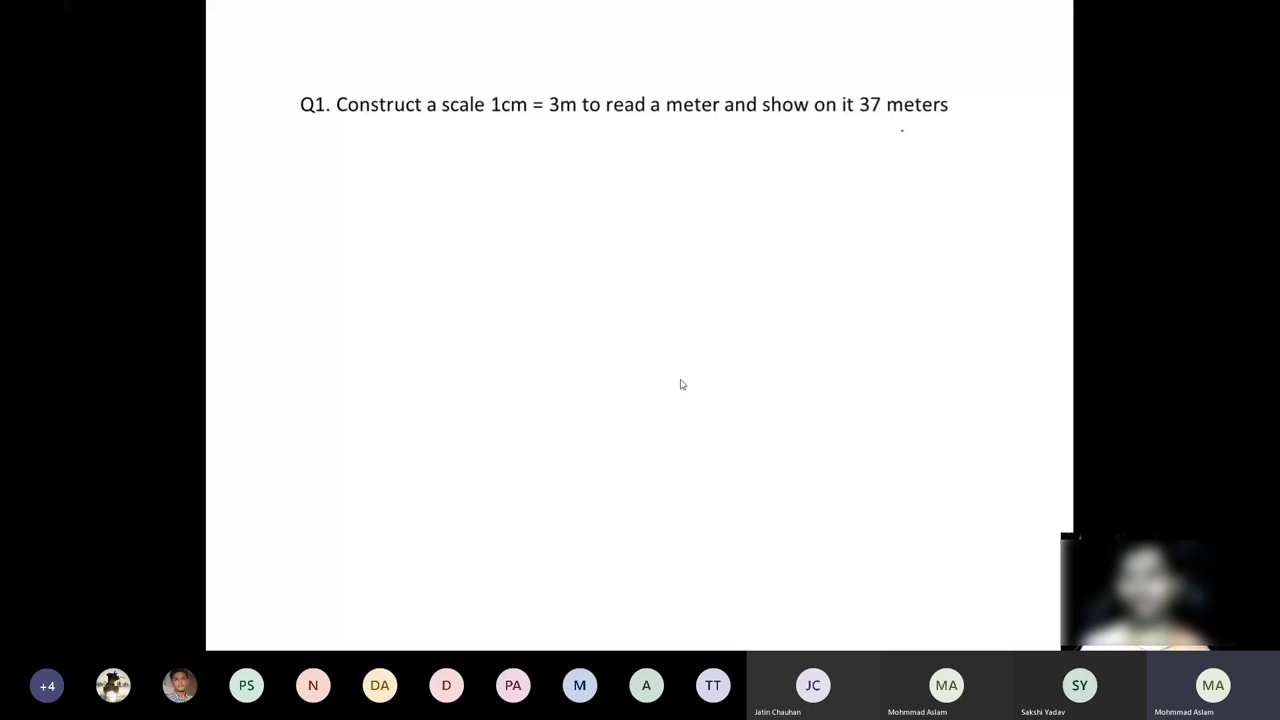 Q1. Construct a scale 1cm = 3m to read a meter and show on it 37 meters
+4
PS
N
DA
D
PA
M
A
TT
JC
MA
SY
MA
Jatin Chauhan
Mohmmad Aslam
Sakshi Yadav
Mohmmad Aslam